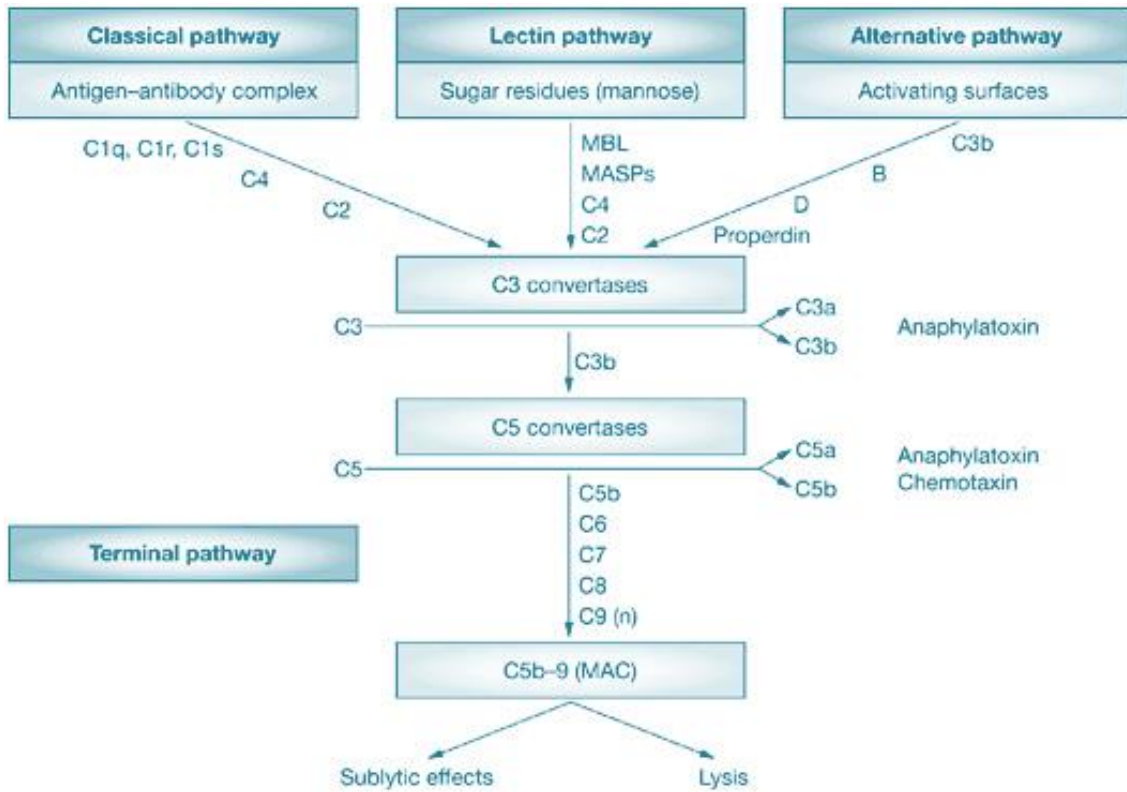 Classical pathway
Antigen–antibody complex
Lectin pathway
Sugar residues (mannose)
Alternative pathway
Activating surfaces
C1q, C1r, C1s
C4
C2
MBL
MASPs
C4
C2
C3b
B
D
Properdin
C3 convertases
C3
C3a
C3b
Anaphylatoxin
C3b
C5 convertases
C5
C5a
C5b
Anaphylatoxin
Chemotaxin
C5b
C6
C7
C8
C9 (n)
Terminal pathway
C5b–9 (MAC)
Sublytic effects
Lysis